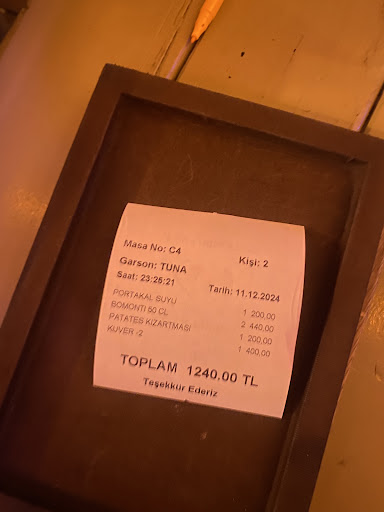 Masa No: C4 Kişi: 2
Garson: TUNA
Saat: 23:25:21 Tarih: 11.12.2024
PORTAKAL SUYU 1 200.00
BOMONTI 50 CL 2 440.00
PATATES KIZARTMASI 1 200.00
KUVER -2 1 400.00
TOPLAM 1240.00 TL
Teşekkür Ederiz